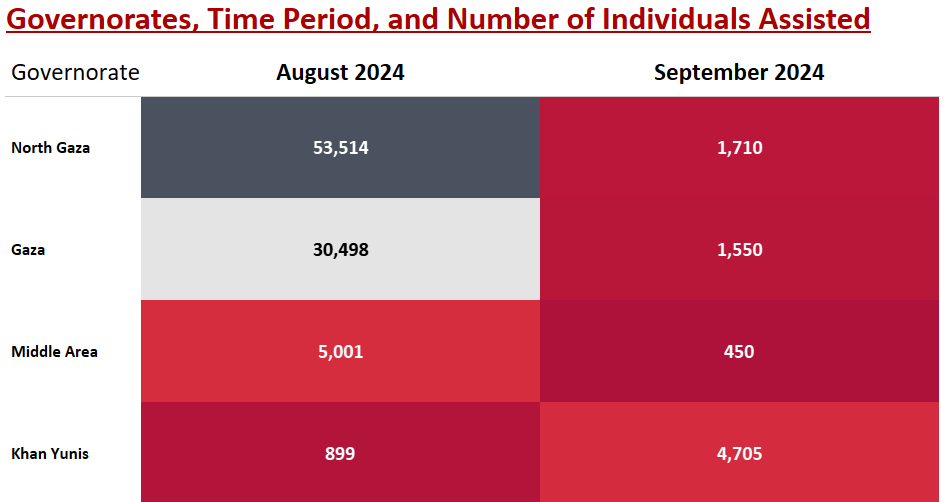 Governorates, Time Period, and Number of Individuals Assisted
Governorate August 2024 September 2024
North Gaza 53,514 1,710
Gaza 30,498 1,550
Middle Area 5,001 450
Khan Yunis 899 4,705